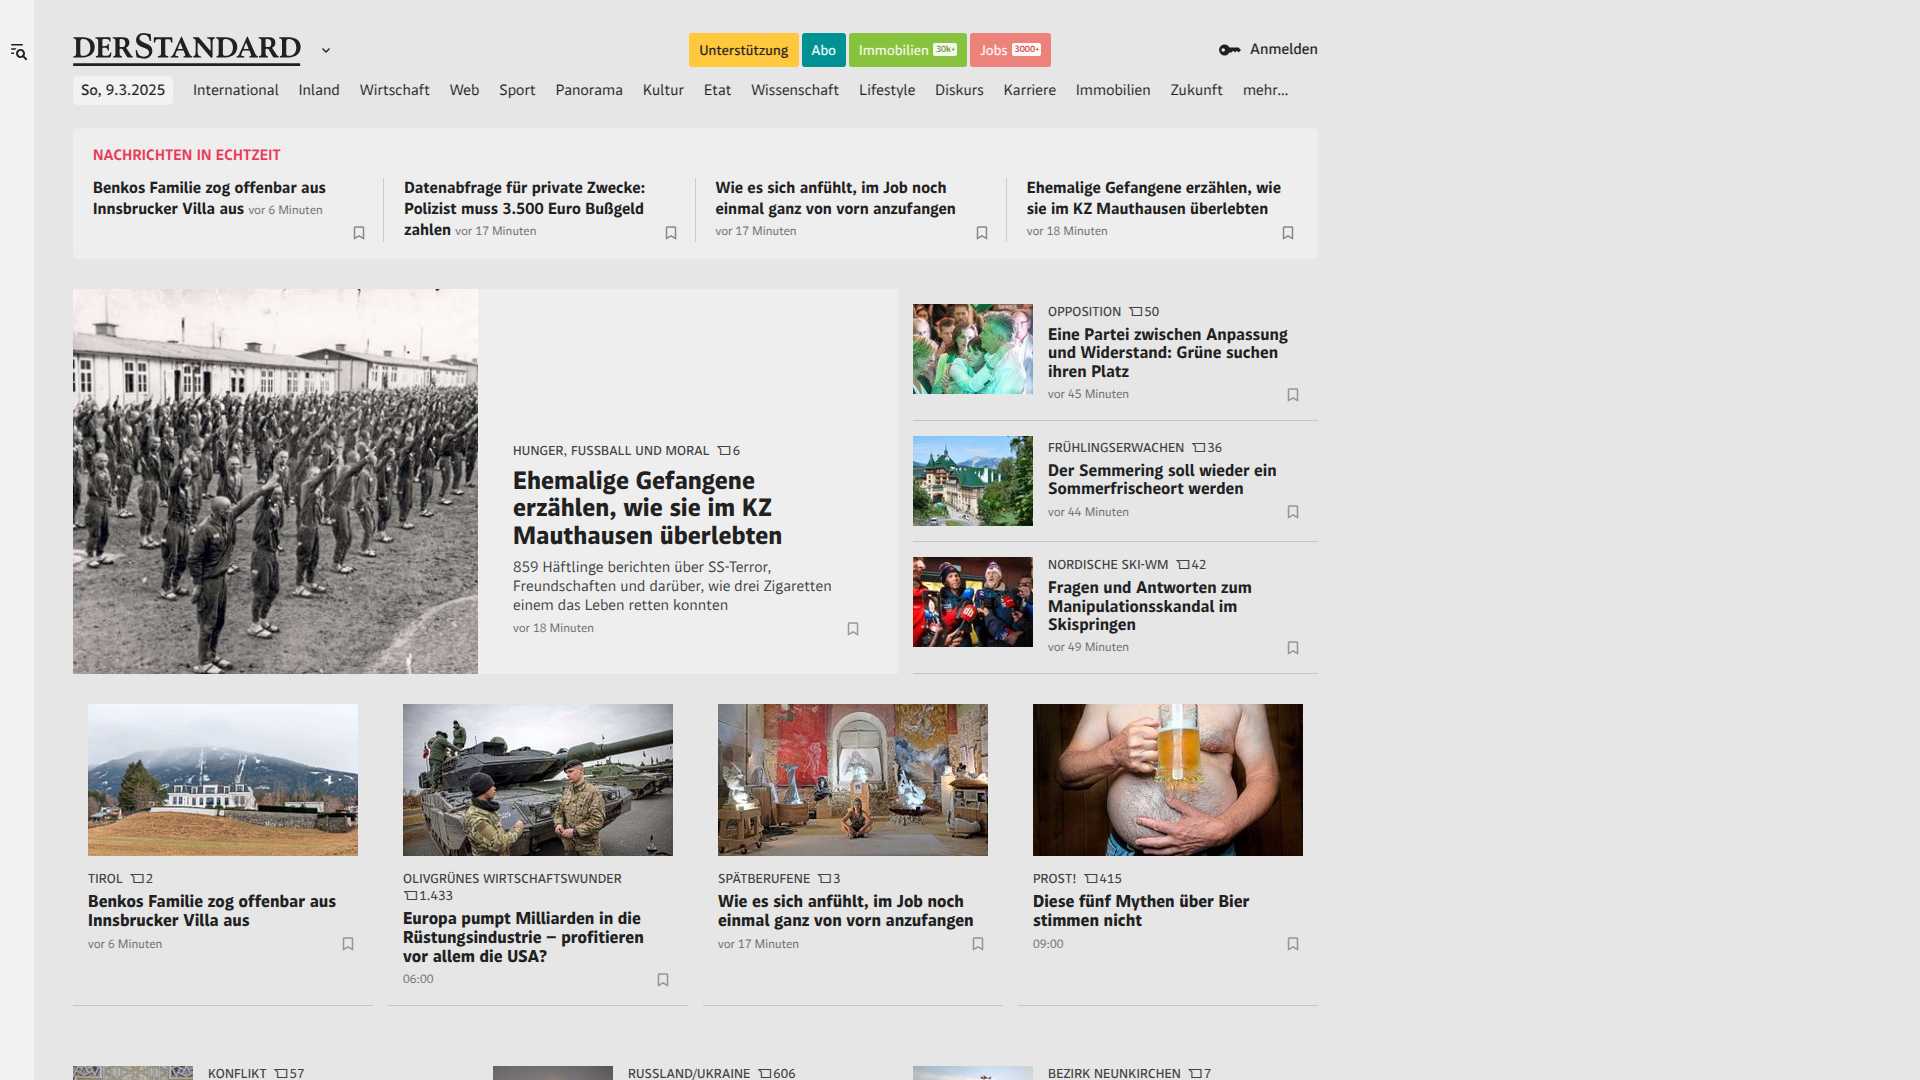 DERSTANDARD
Unterstützung
Abo
Immobilien 30k+
Jobs 3000+
Anmelden
So, 9.3.2025
International
Inland
Wirtschaft
Web
Sport
Panorama
Kultur
Etat
Wissenschaft
Lifestyle
Diskurs
Karriere
Immobilien
Zukunft
mehr...
NACHRICHTEN IN ECHTZEIT
Benkos Familie zog offenbar aus
Innsbrucker Villa aus vor 6 Minuten
Datenabfrage für private Zwecke:
Polizist muss 3.500 Euro Bußgeld
zahlen vor 17 Minuten
Wie es sich anfühlt, im Job noch
einmal ganz von vorn anzufangen
vor 17 Minuten
Ehemalige Gefangene erzählen, wie
sie im KZ Mauthausen überlebten
vor 18 Minuten
HUNGER, FUSSBALL UND MORAL 6
Ehemalige Gefangene
erzählen, wie sie im KZ
Mauthausen überlebten
859 Häftlinge berichten über SS-Terror,
Freundschaften und darüber, wie drei Zigaretten
einem das Leben retten konnten
vor 18 Minuten
OPPOSITION 50
Eine Partei zwischen Anpassung
und Widerstand: Grüne suchen
ihren Platz
vor 45 Minuten
FRÜHLINGSERWACHEN 36
Der Semmering soll wieder ein
Sommerfrischeort werden
vor 44 Minuten
NORDISCHE SKI-WM 42
Fragen und Antworten zum
Manipulationsskandal im
Skispringen
vor 49 Minuten
TIROL 2
Benkos Familie zog offenbar aus
Innsbrucker Villa aus
vor 6 Minuten
OLIVGRÜNES WIRTSCHAFTSWUNDER
1.433
Europa pumpt Milliarden in die
Rüstungsindustrie – profitieren
vor allem die USA?
06:00
SPÄTBERUFENE 3
Wie es sich anfühlt, im Job noch
einmal ganz von vorn anzufangen
vor 17 Minuten
PROST! 415
Diese fünf Mythen über Bier
stimmen nicht
09:00
KONFLIKT 57
RUSSLAND/UKRAINE 606
BEZIRK NEUNKIRCHEN 7